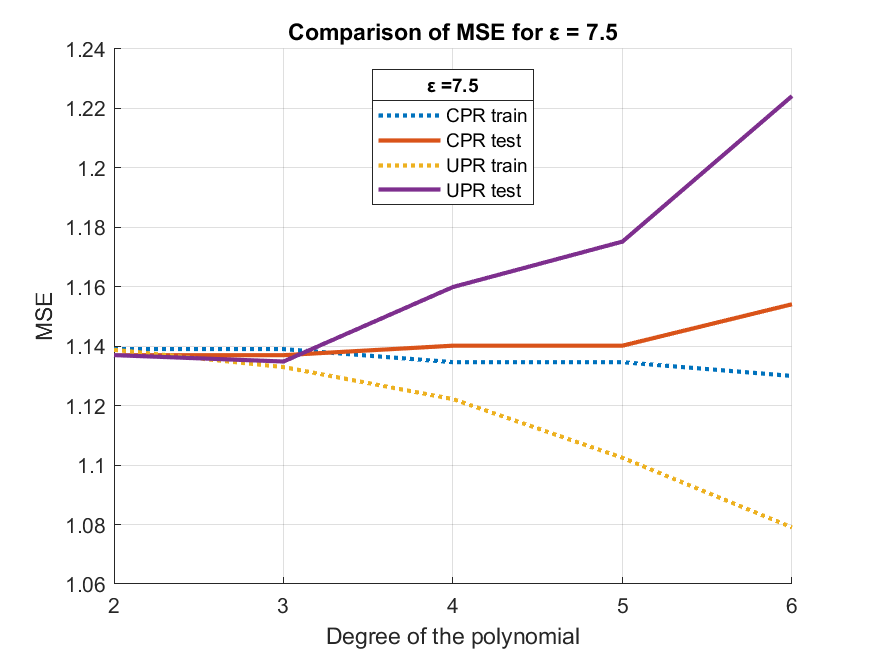 Comparison of MSE for ε = 7.5
1.24
1.22
1.2
1.18
1.16
1.14
1.12
1.1
1.08
1.06
MSE
ε =7.5
CPR train
CPR test
UPR train
UPR test
2
3
4
5
6
Degree of the polynomial